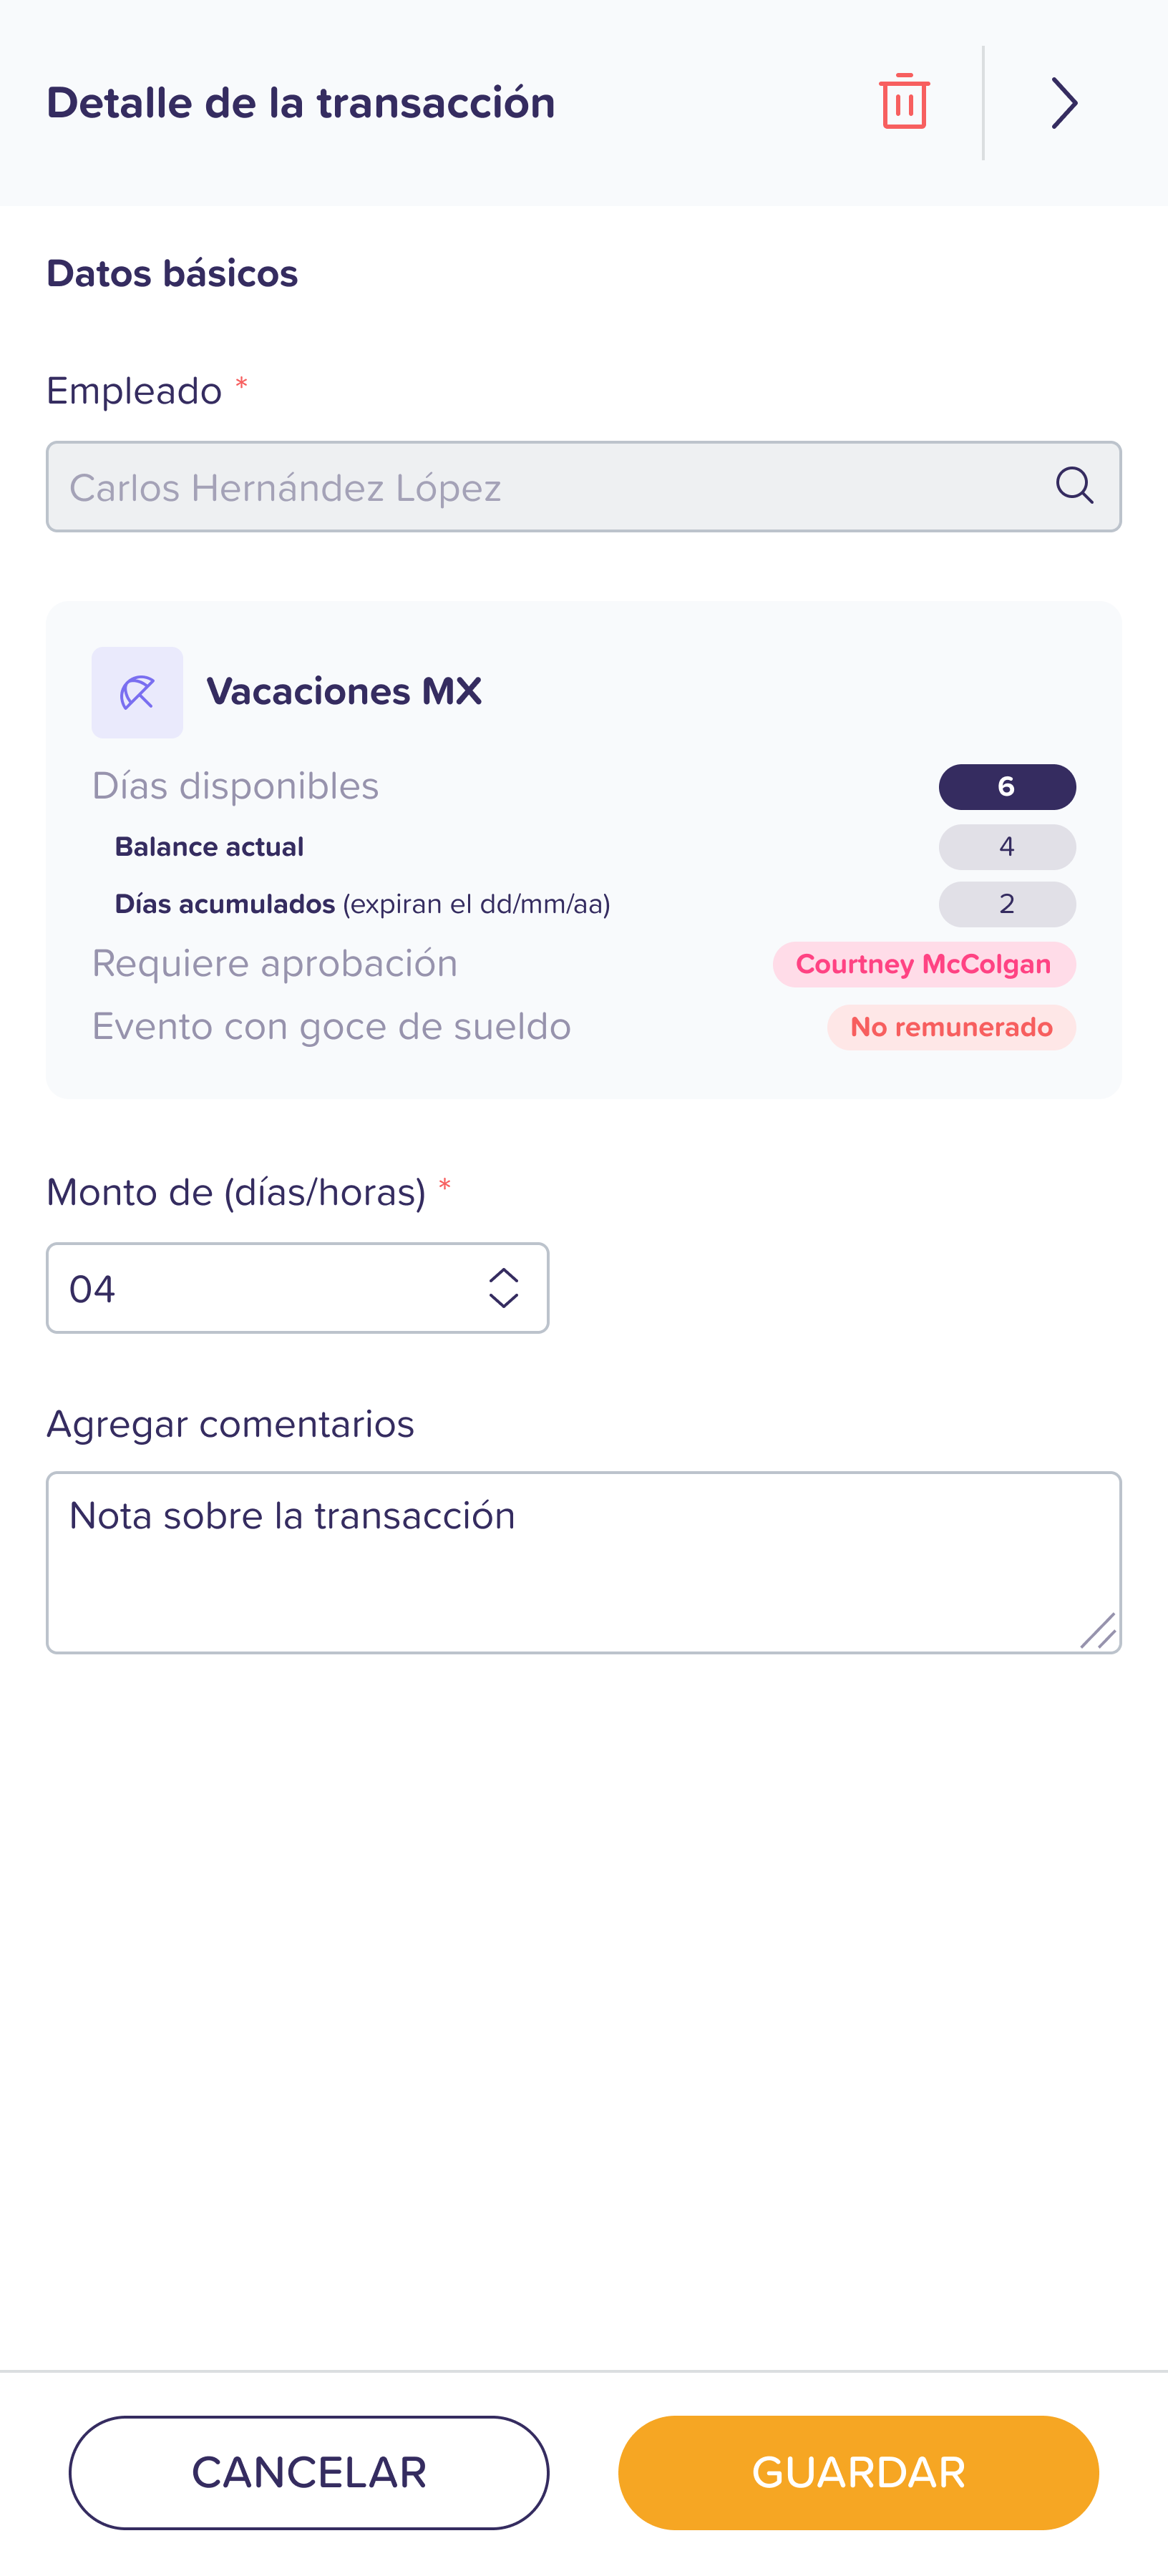 Detalle de la transacción
Datos básicos
Empleado *
Carlos Hernández López
Vacaciones MX
Días disponibles 6
Balance actual 4
Días acumulados (expiran el dd/mm/aa) 2
Requiere aprobación Courtney McColgan
Evento con goce de sueldo No remunerado
Monto de (días/horas) *
04
Agregar comentarios
Nota sobre la transacción
CANCELAR GUARDAR